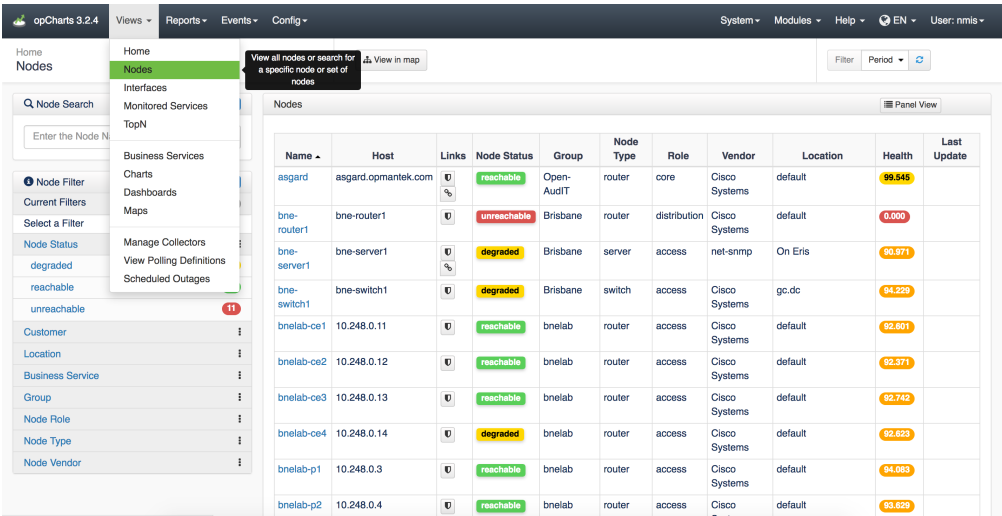 opCharts 3.2.4 Views Reports Events Config System Modules Help EN User: nmis
Home
Nodes
View in map
Filter Period
Home
Nodes
Interfaces
Monitored Services
TopN
Business Services
Charts
Dashboards
Maps
Manage Collectors
View Polling Definitions
Scheduled Outages
View all nodes or search for
a specific node or set of
nodes
Node Search
Enter the Node
Node Filter
Current Filters
Select a Filter
Node Status
degraded
reachable
unreachable 11
Customer
Location
Business Service
Group
Node Role
Node Type
Node Vendor
Nodes Panel View
Name Host Links Node Status Group Node Type Role Vendor Location Health Last Update
asgard asgard.opmantek.com reachable Open-AudIT router core Cisco Systems default 99.545
bne-router1 bne-router1 unreachable Brisbane router distribution Cisco Systems default 0.000
bne-server1 bne-server1 degraded Brisbane server access net-snmp On Eris 90.971
bne-switch1 bne-switch1 degraded Brisbane switch access Cisco Systems gc.dc 94.229
bnelab-ce1 10.248.0.11 reachable bnelab router access Cisco Systems default 92.601
bnelab-ce2 10.248.0.12 reachable bnelab router access Cisco Systems default 92.371
bnelab-ce3 10.248.0.13 reachable bnelab router access Cisco Systems default 92.742
bnelab-ce4 10.248.0.14 degraded bnelab router access Cisco Systems default 92.623
bnelab-p1 10.248.0.3 reachable bnelab router access Cisco Systems default 94.083
bnelab-p2 10.248.0.4 reachable bnelab router access Cisco default 93.629